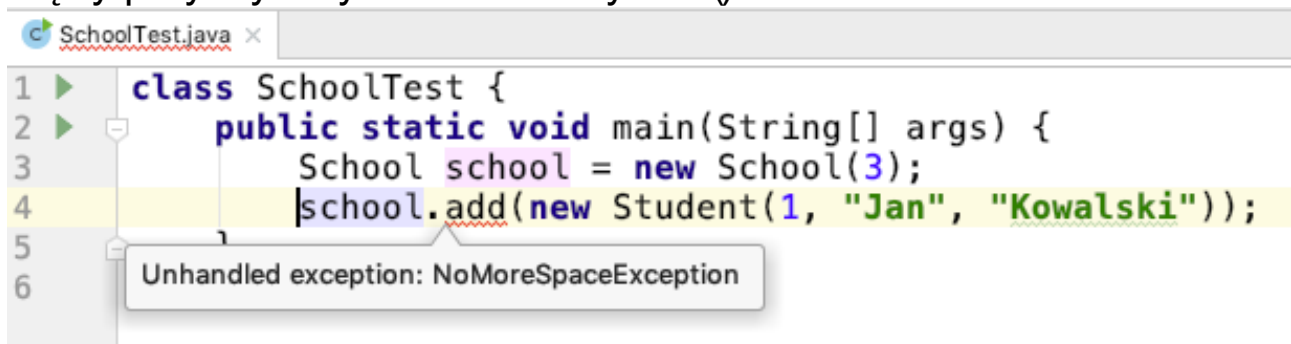 SchoolTest.java ×
1 class SchoolTest {
2 public static void main(String[] args) {
3 School school = new School(3);
4 school.add(new Student(1, "Jan", "Kowalski"));
5 }
Unhandled exception: NoMoreSpaceException
6